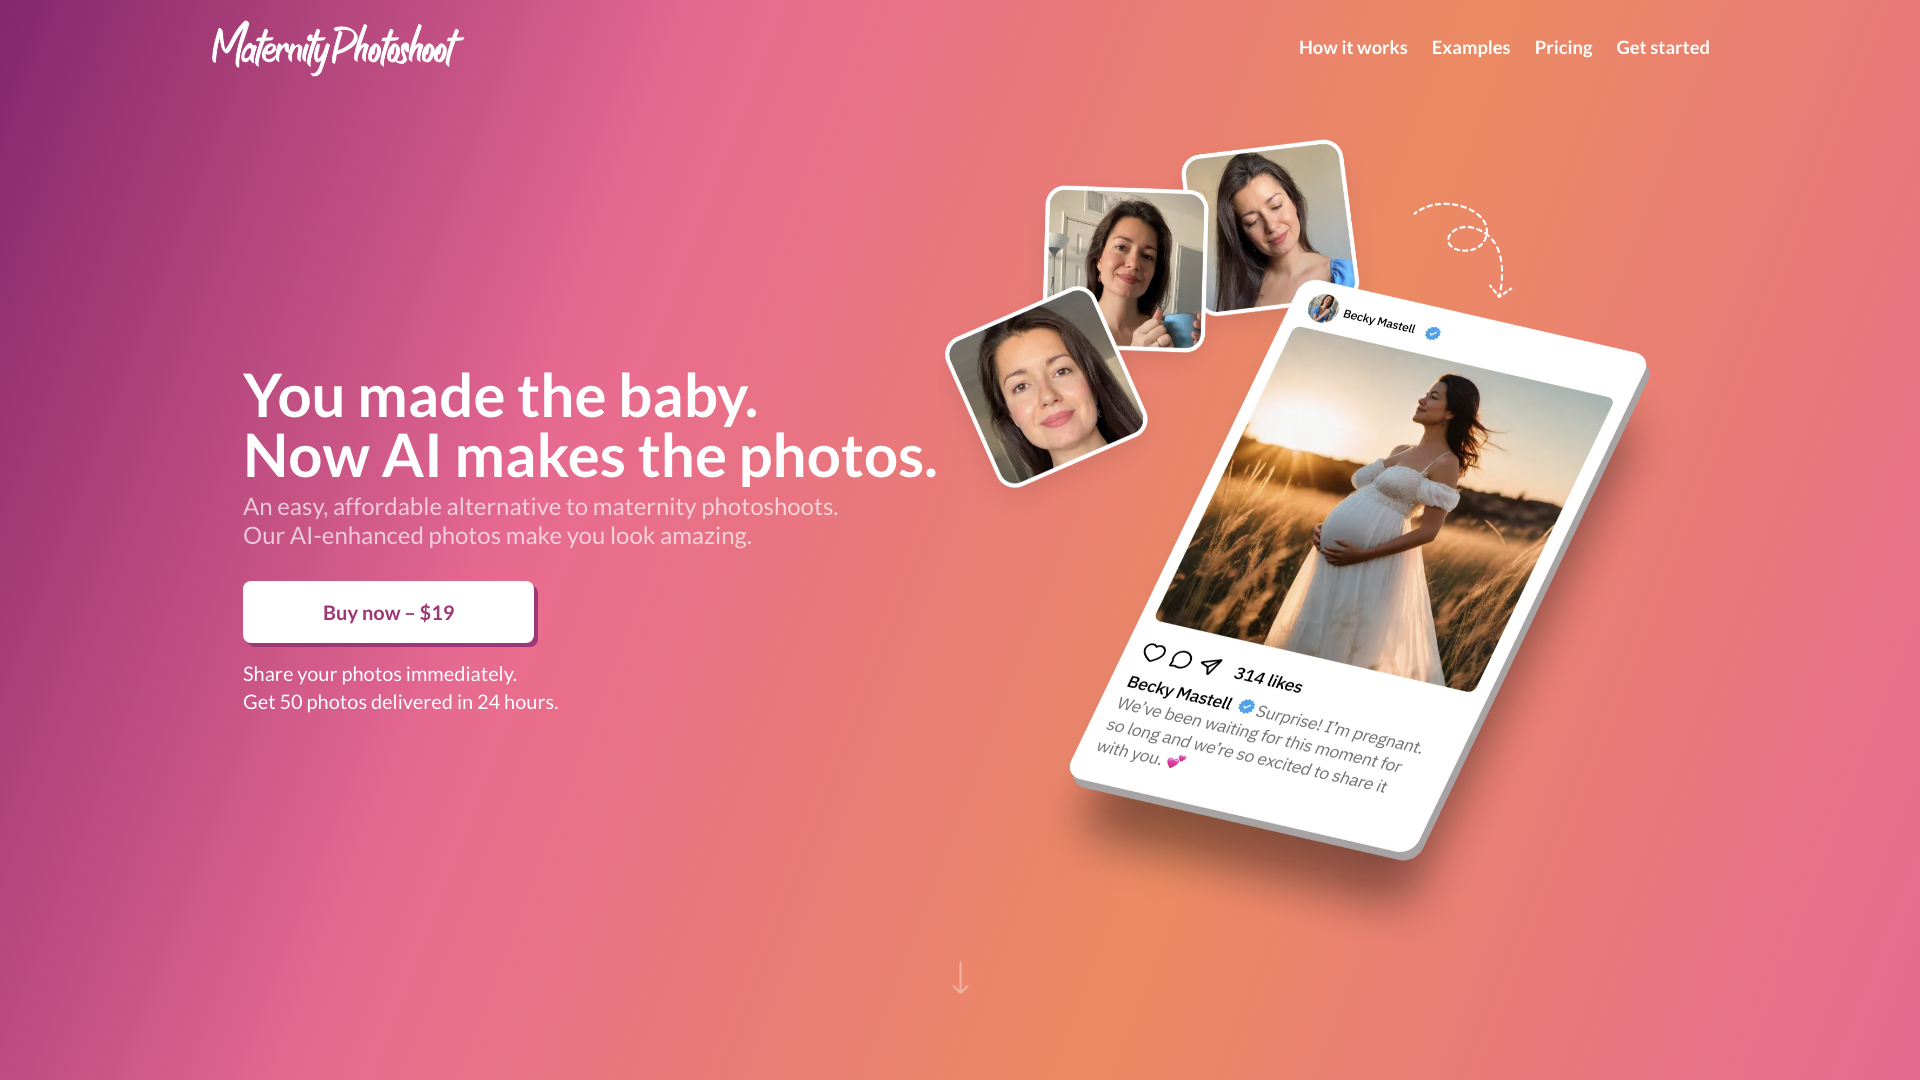 Maternity Photoshoot
How it works
Examples
Pricing
Get started
You made the baby.
Now AI makes the photos.
An easy, affordable alternative to maternity photoshoots.
Our AI-enhanced photos make you look amazing.
Buy now – $19
Share your photos immediately.
Get 50 photos delivered in 24 hours.
Becky Mastell
314 likes
Becky Mastell Surprise! I'm pregnant.
We've been waiting for this moment for
so long and we're so excited to share it
with you. 💕